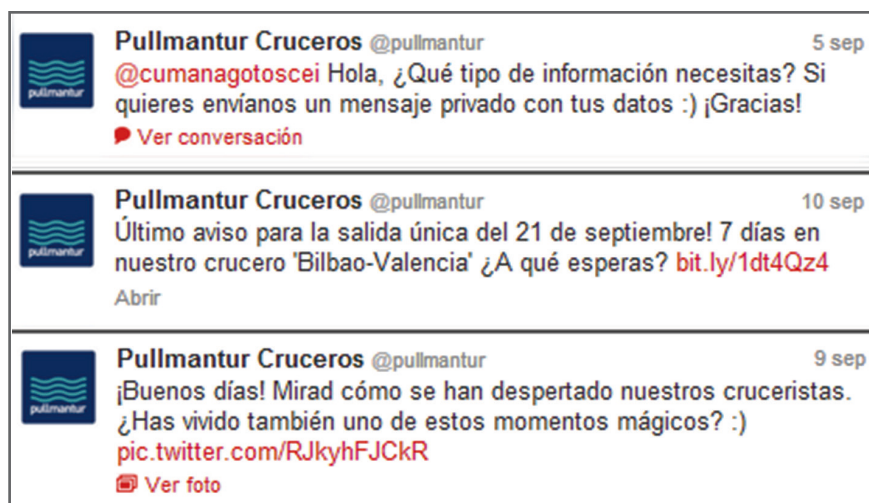 pullmantur
Pullmantur Cruceros @pullmantur 5 sep
@cumanagotoscei Hola, ¿Qué tipo de información necesitas? Si
quieres envíanos un mensaje privado con tus datos :) ¡Gracias!
Ver conversación
pullmantur
Pullmantur Cruceros @pullmantur 10 sep
Último aviso para la salida única del 21 de septiembre! 7 días en
nuestro crucero 'Bilbao-Valencia' ¿A qué esperas? bit.ly/1dt4Qz4
Abrir
pullmantur
Pullmantur Cruceros @pullmantur 9 sep
¡Buenos días! Mirad cómo se han despertado nuestros cruceristas.
¿Has vivido también uno de estos momentos mágicos? :)
pic.twitter.com/RJkyhFJCkR
Ver foto